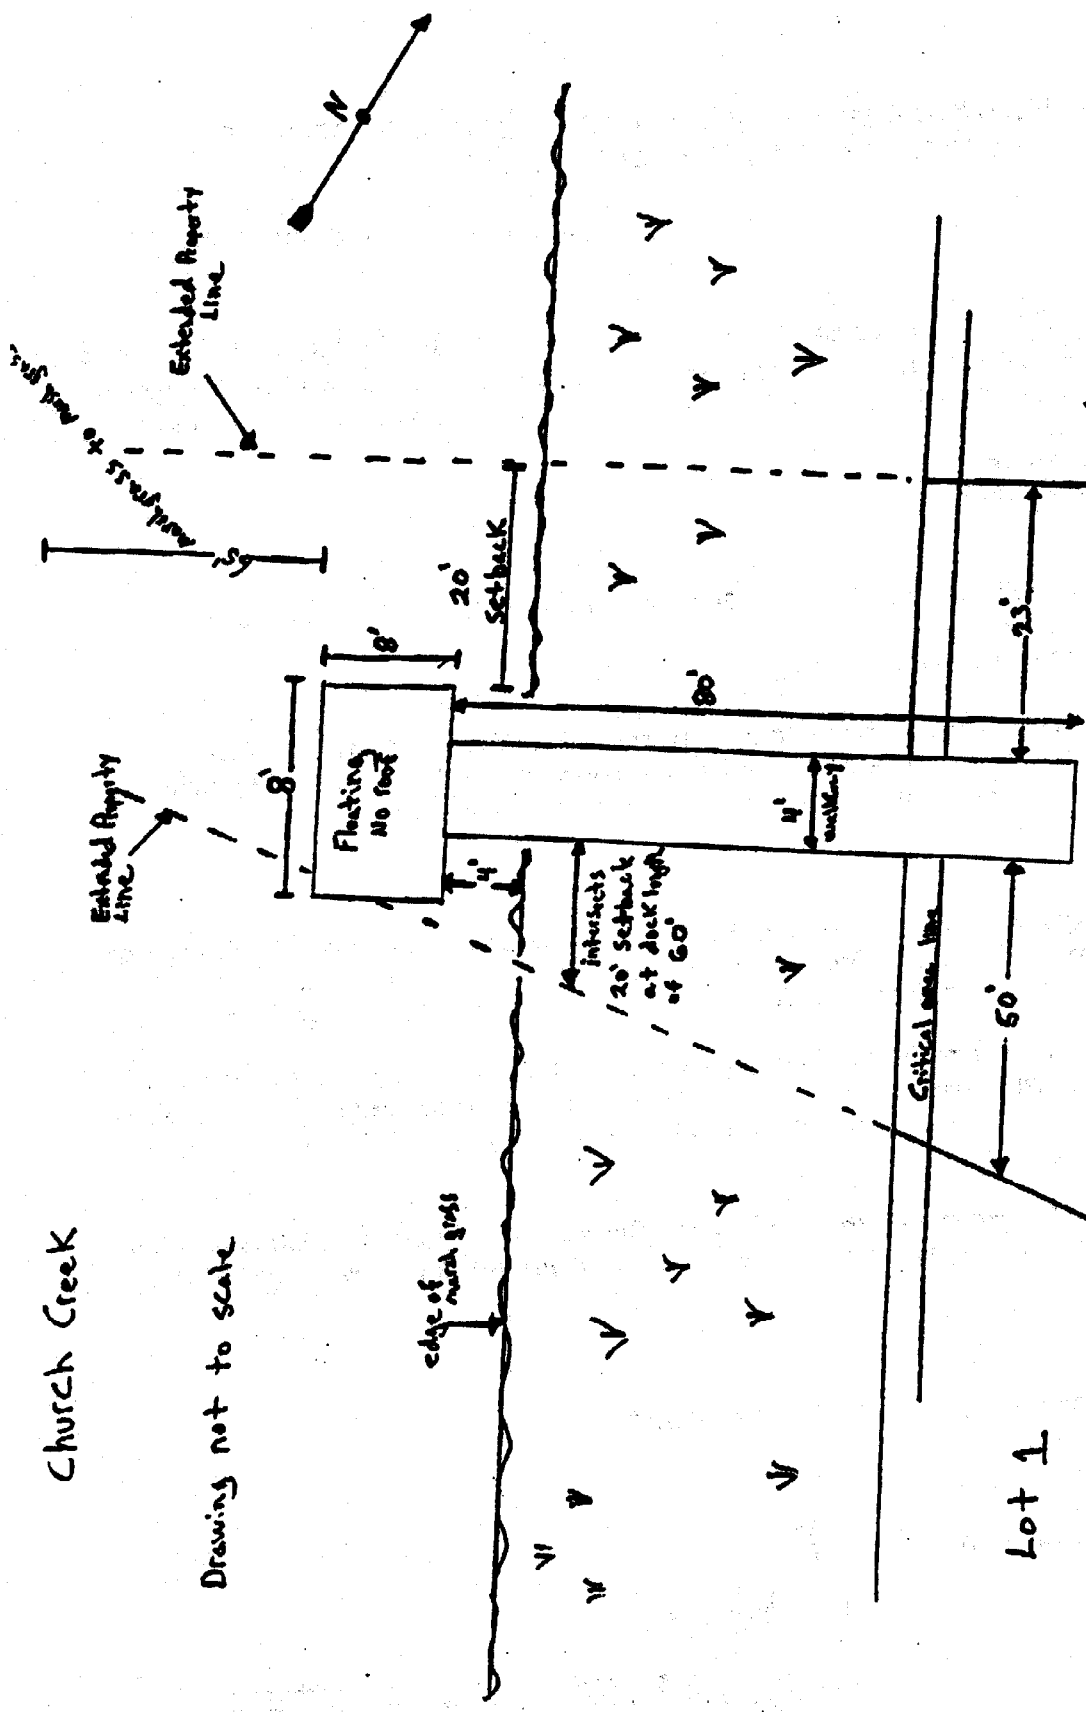 Church Creek
Drawing not to scale
Extended Property
Line
Extended Property
Line
N
marsh grass
8'
8'
Floating
No roof
20'
setback
4'
edge of
marsh grass
80'
4'
walkway
intersects
20' setback
at dock length
of 60'
Critical area line
23'
50'
Lot 1